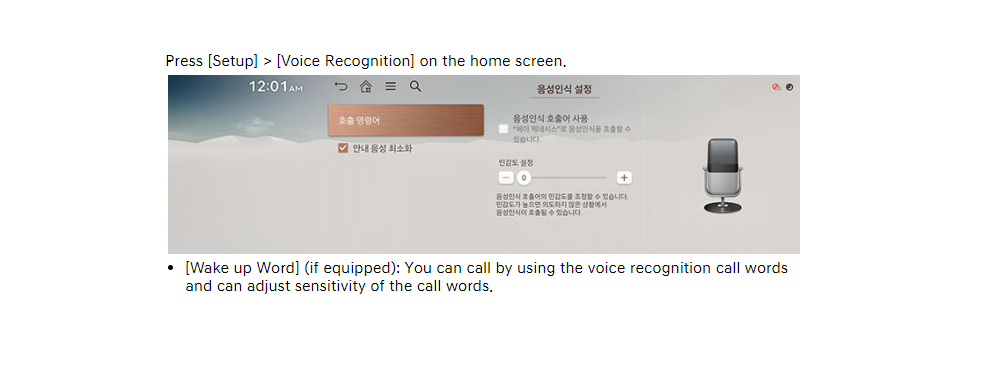 Press [Setup] > [Voice Recognition] on the home screen.
12:01AM
음성인식 설정
호출 명령어
안내 음성 최소화
음성인식 호출어 사용
"헤이 제네시스"로 음성인식을 호출할 수
있습니다.
민감도 설정
0
음성인식 호출어의 민감도를 조정할 수 있습니다.
민감도가 높으면 의도하지 않은 상황에서
음성인식이 호출될 수 있습니다.
• [Wake up Word] (if equipped): You can call by using the voice recognition call words
and can adjust sensitivity of the call words.